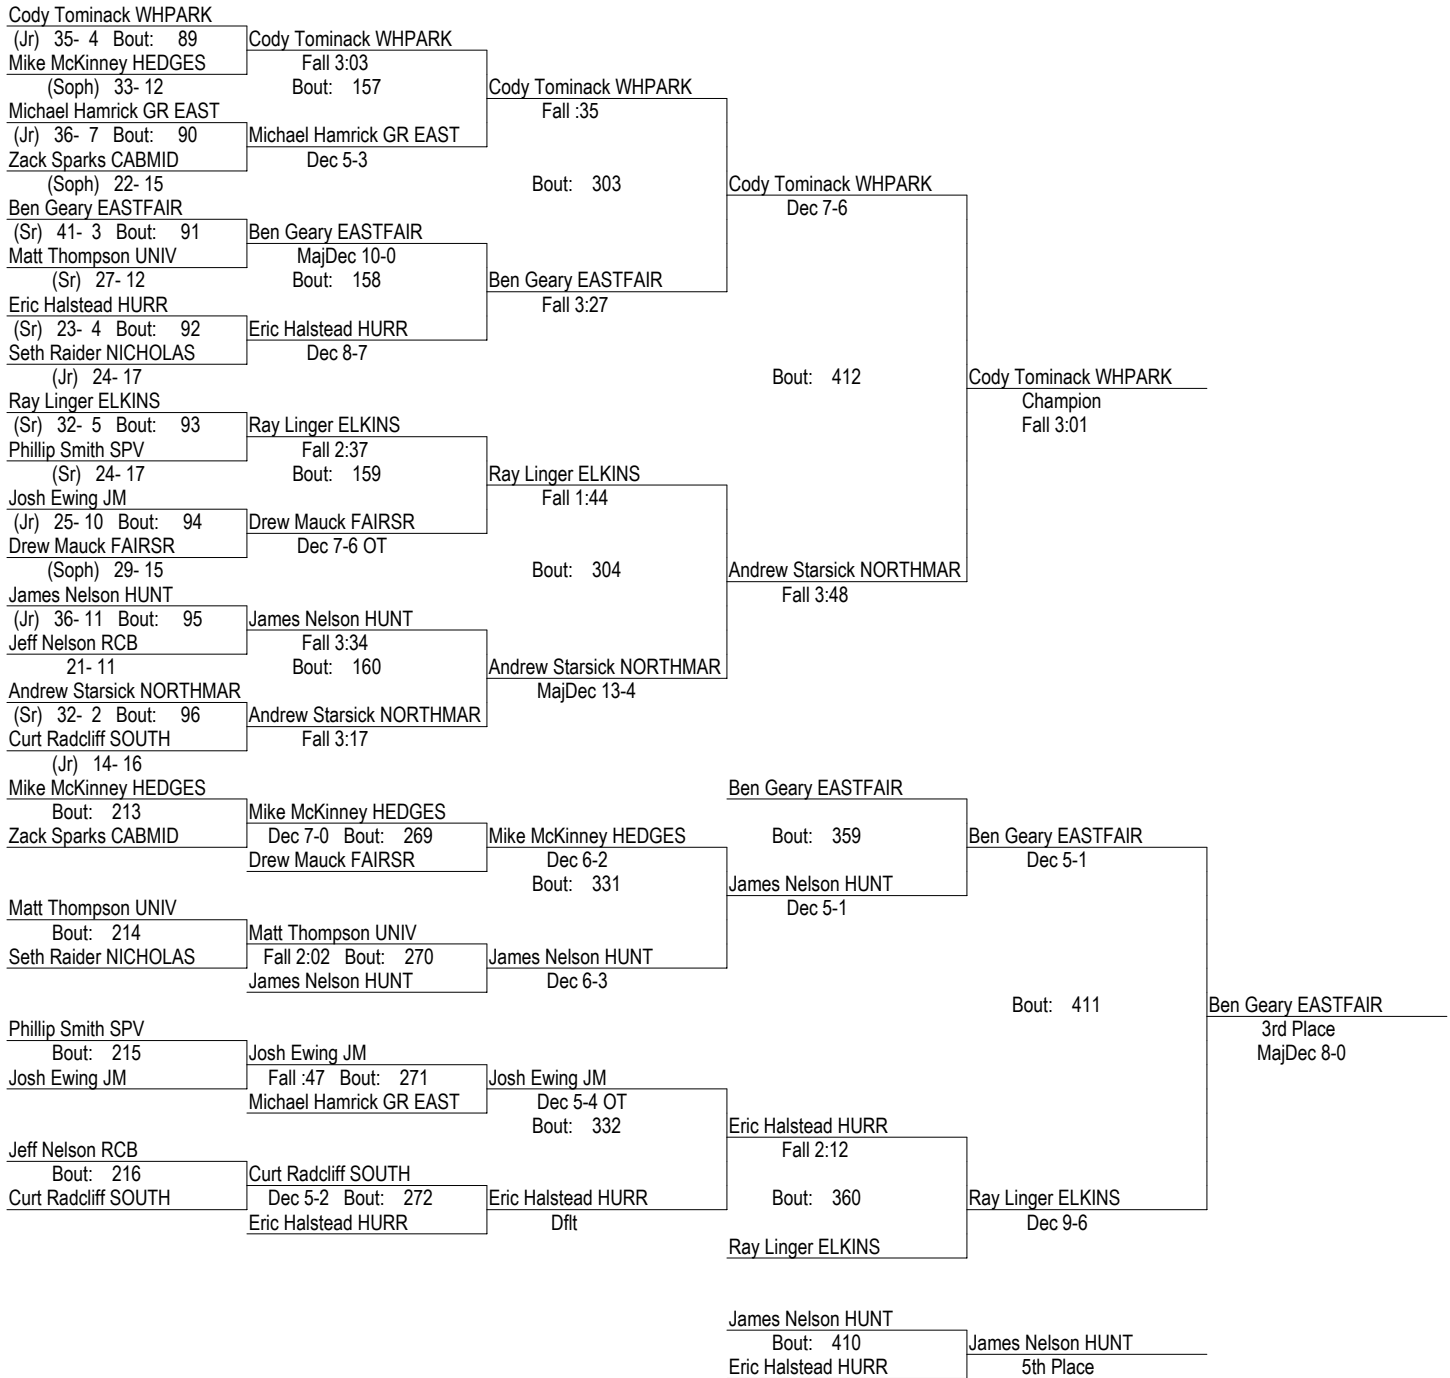 Cody Tominack WHPARK
(Jr) 35- 4 Bout: 89 Cody Tominack WHPARK
Mike McKinney HEDGES Fall 3:03
(Soph) 33- 12 Bout: 157 Cody Tominack WHPARK
Michael Hamrick GR EAST Fall :35
(Jr) 36- 7 Bout: 90 Michael Hamrick GR EAST
Zack Sparks CABMID Dec 5-3
(Soph) 22- 15 Bout: 303 Cody Tominack WHPARK
Ben Geary EASTFAIR Dec 7-6
(Sr) 41- 3 Bout: 91 Ben Geary EASTFAIR
Matt Thompson UNIV MajDec 10-0
(Sr) 27- 12 Bout: 158 Ben Geary EASTFAIR
Eric Halstead HURR Fall 3:27
(Sr) 23- 4 Bout: 92 Eric Halstead HURR
Seth Raider NICHOLAS Dec 8-7
(Jr) 24- 17 Bout: 412 Cody Tominack WHPARK
Ray Linger ELKINS Champion
(Sr) 32- 5 Bout: 93 Ray Linger ELKINS Fall 3:01
Phillip Smith SPV Fall 2:37
(Sr) 24- 17 Bout: 159 Ray Linger ELKINS
Josh Ewing JM Fall 1:44
(Jr) 25- 10 Bout: 94 Drew Mauck FAIRSR
Drew Mauck FAIRSR Dec 7-6 OT
(Soph) 29- 15 Bout: 304 Andrew Starsick NORTHMAR
James Nelson HUNT Fall 3:48
(Jr) 36- 11 Bout: 95 James Nelson HUNT
Jeff Nelson RCB Fall 3:34
21- 11 Bout: 160 Andrew Starsick NORTHMAR
Andrew Starsick NORTHMAR MajDec 13-4
(Sr) 32- 2 Bout: 96 Andrew Starsick NORTHMAR
Curt Radcliff SOUTH Fall 3:17
(Jr) 14- 16
Mike McKinney HEDGES Ben Geary EASTFAIR
Bout: 213 Mike McKinney HEDGES
Zack Sparks CABMID Dec 7-0 Bout: 269 Mike McKinney HEDGES Bout: 359 Ben Geary EASTFAIR
Drew Mauck FAIRSR Dec 6-2 Dec 5-1
Bout: 331 James Nelson HUNT
Matt Thompson UNIV Dec 5-1
Bout: 214 Matt Thompson UNIV
Seth Raider NICHOLAS Fall 2:02 Bout: 270 James Nelson HUNT
James Nelson HUNT Dec 6-3
Bout: 411 Ben Geary EASTFAIR
Phillip Smith SPV 3rd Place
Bout: 215 Josh Ewing JM MajDec 8-0
Josh Ewing JM Fall :47 Bout: 271 Josh Ewing JM
Michael Hamrick GR EAST Dec 5-4 OT
Bout: 332 Eric Halstead HURR
Jeff Nelson RCB Fall 2:12
Bout: 216 Curt Radcliff SOUTH
Curt Radcliff SOUTH Dec 5-2 Bout: 272 Eric Halstead HURR Bout: 360 Ray Linger ELKINS
Eric Halstead HURR Dflt Dec 9-6
Ray Linger ELKINS
James Nelson HUNT
Bout: 410 James Nelson HUNT
Eric Halstead HURR 5th Place